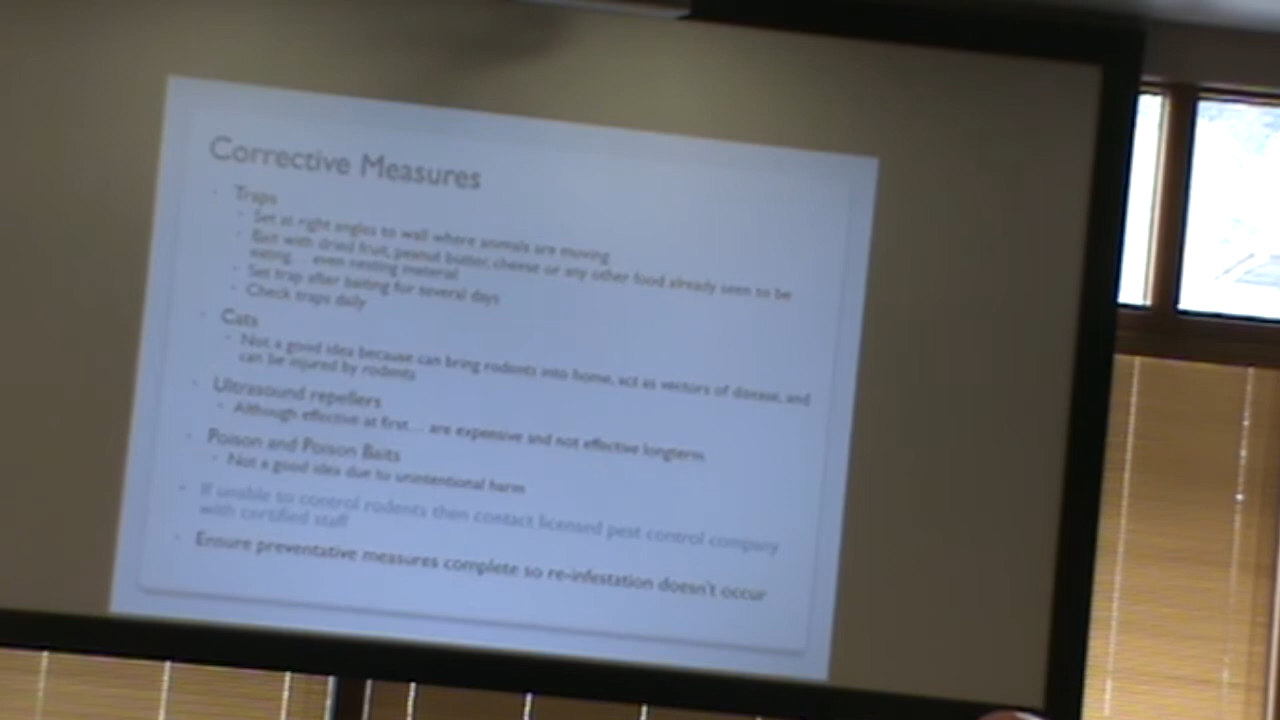 Corrective Measures
Traps
Set at right angles to wall where animals are moving
Bait with dried fruit, peanut butter, cheese or any other food already seen to be
eating... even nesting material
Set trap after baiting for several days
Check traps daily
Cats
Not a good idea because can bring rodents into home, act as vectors of disease, and
can be injured by rodents
Ultrasound repellers
Although effective at first... are expensive and not effective longterm
Poison and Poison Baits
Not a good idea due to unintentional harm
If unable so control rodents then contact licensed pest control company
with certified staff
Ensure preventative measures complete so re-infestation doesn't occur